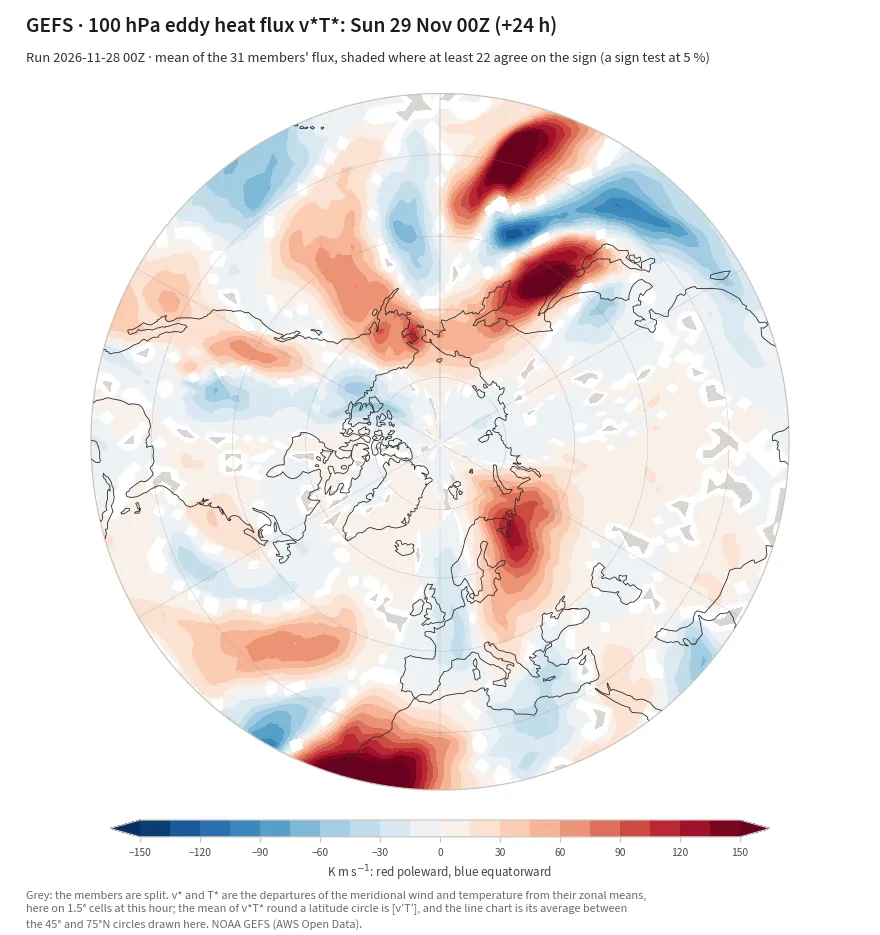 GEFS · 100 hPa eddy heat flux v*T*: Sun 29 Nov 00Z (+24 h)
Run 2026-11-28 00Z · mean of the 31 members' flux, shaded where at least 22 agree on the sign (a sign test at 5 %)
−150 −120 −90 −60 −30 0 30 60 90 120 150
K m s⁻¹: red poleward, blue equatorward
Grey: the members are split. v* and T* are the departures of the meridional wind and temperature from their zonal means,
here on 1.5° cells at this hour; the mean of v*T* round a latitude circle is [v′T′], and the line chart is its average between
the 45° and 75°N circles drawn here. NOAA GEFS (AWS Open Data).